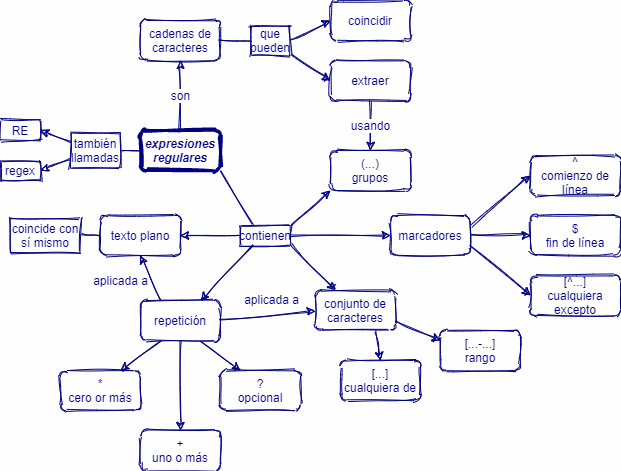 cadenas de
caracteres
que
pueden
coincidir
extraer
son
usando
RE
regex
también
llamadas
expresiones
regulares
(...)
grupos
^
comienzo de
línea
coincide con
sí mismo
texto plano
contienen
marcadores
$
fin de línea
aplicada a
[^...]
cualquiera
excepto
repetición
aplicada a
conjunto de
caracteres
[...-...]
rango
*
cero or más
?
opcional
[...]
cualquiera de
+
uno o más